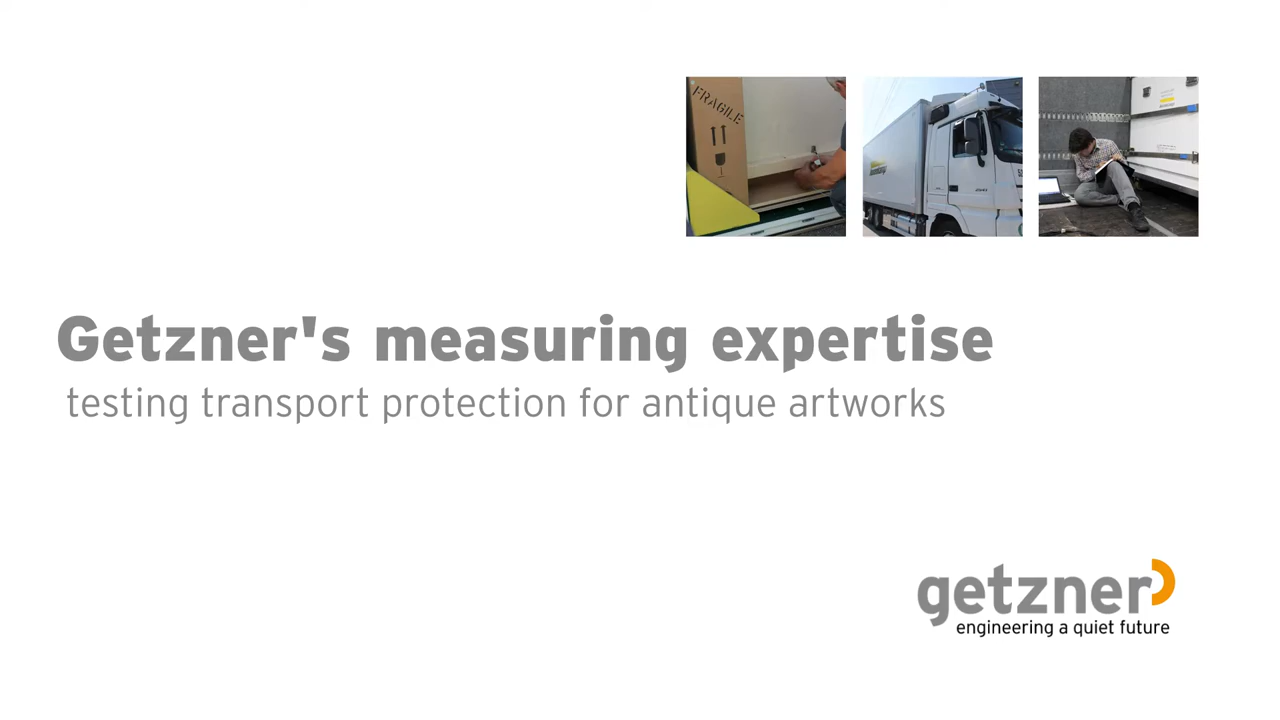 FRAGILE
Getzner's measuring expertise
testing transport protection for antique artworks
getzner
engineering a quiet future